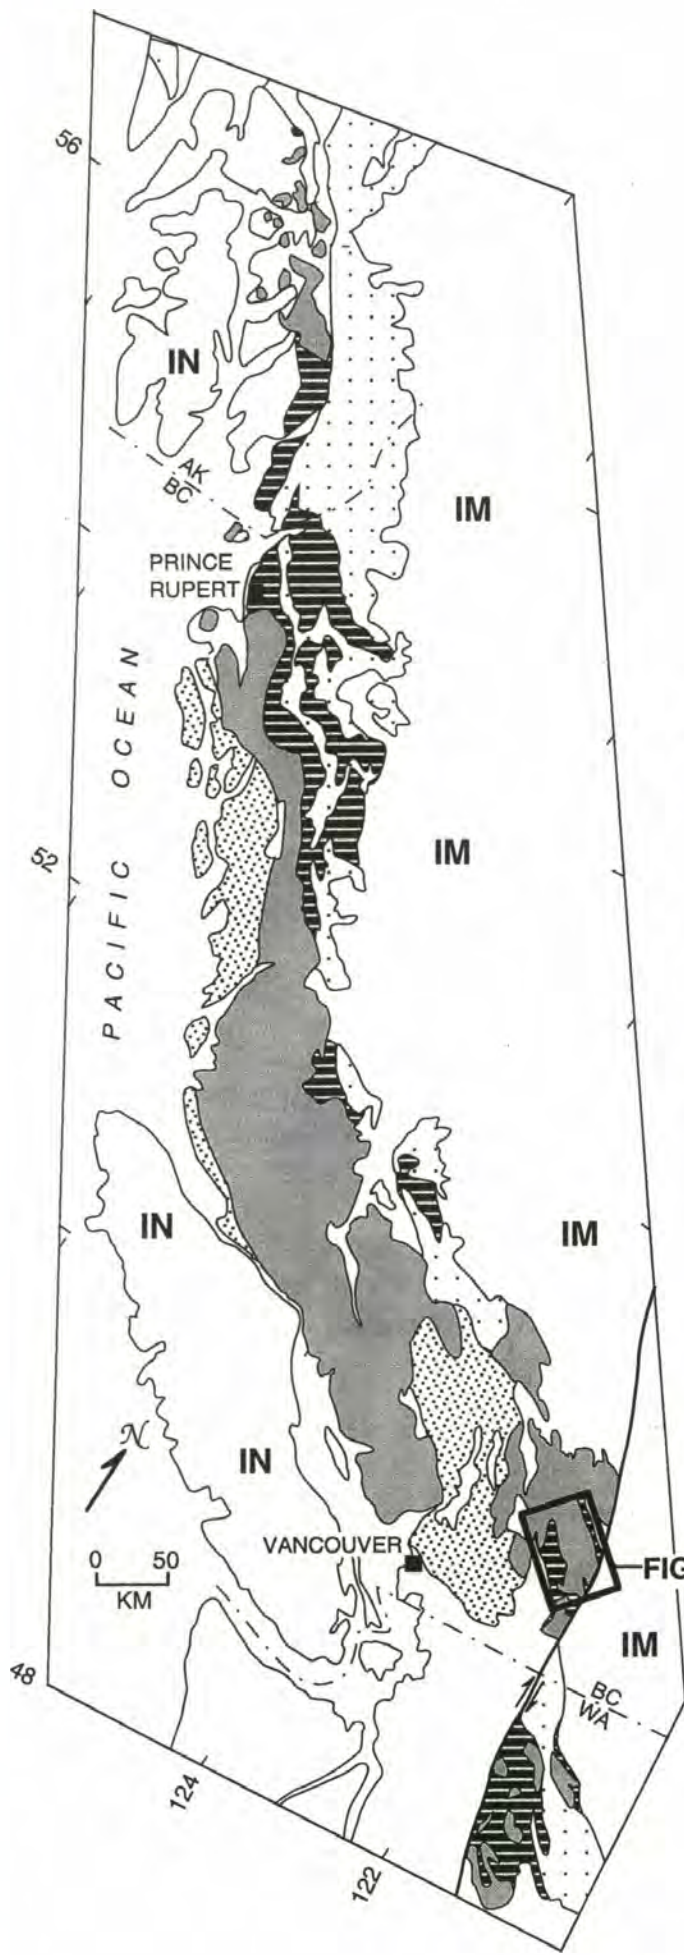 56
IN
AK
BC
IM
PRINCE
RUPERT
PACIFIC OCEAN
52
IM
IN
IM
N
IN
VANCOUVER
0 50
KM
FIG
IM
48
BC
WA
124
122